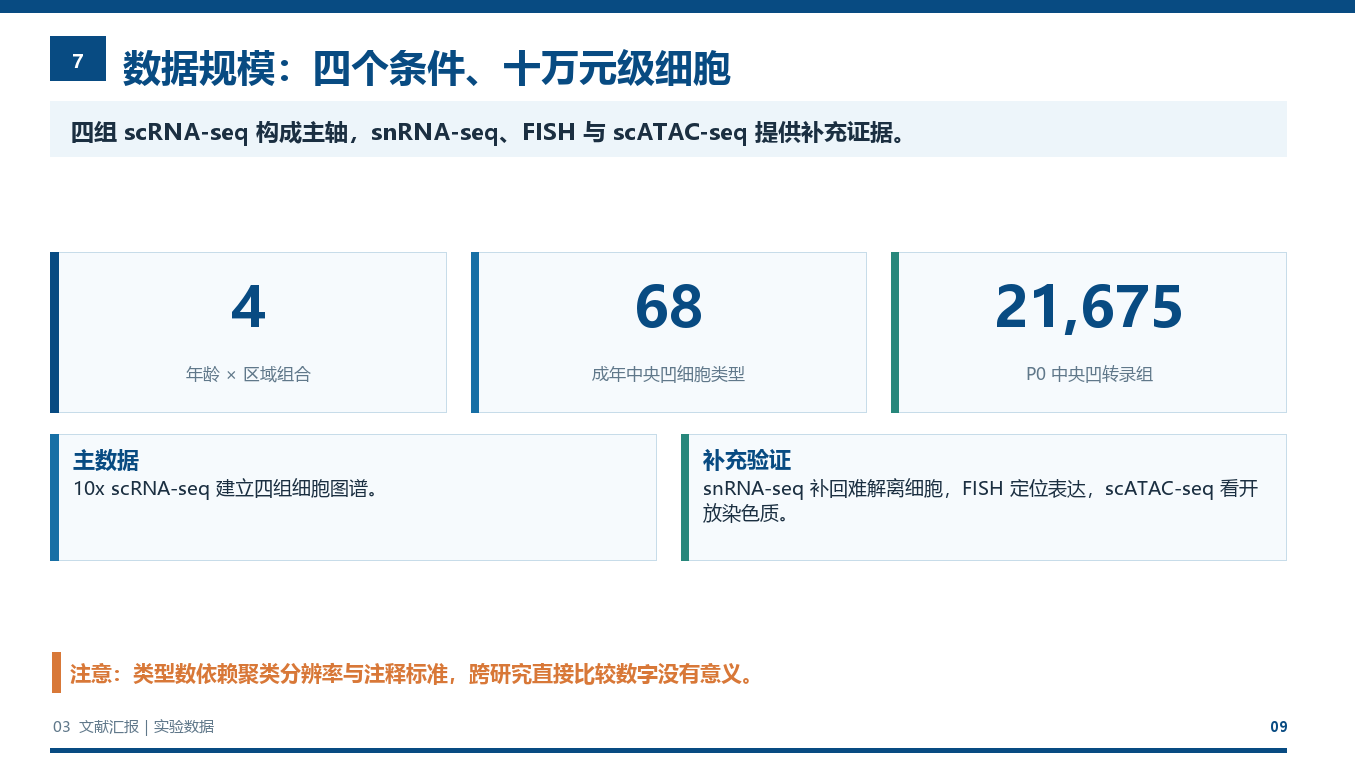 7
数据规模：四个条件、十万元级细胞
四组 scRNA-seq 构成主轴，snRNA-seq、FISH 与 scATAC-seq 提供补充证据。
4
年龄 × 区域组合
68
成年中央凹细胞类型
21,675
P0 中央凹转录组
主数据
10x scRNA-seq 建立四组细胞图谱。
补充验证
snRNA-seq 补回难解离细胞，FISH 定位表达，scATAC-seq 看开
放染色质。
注意：类型数依赖聚类分辨率与注释标准，跨研究直接比较数字没有意义。
03 文献汇报｜实验数据
09